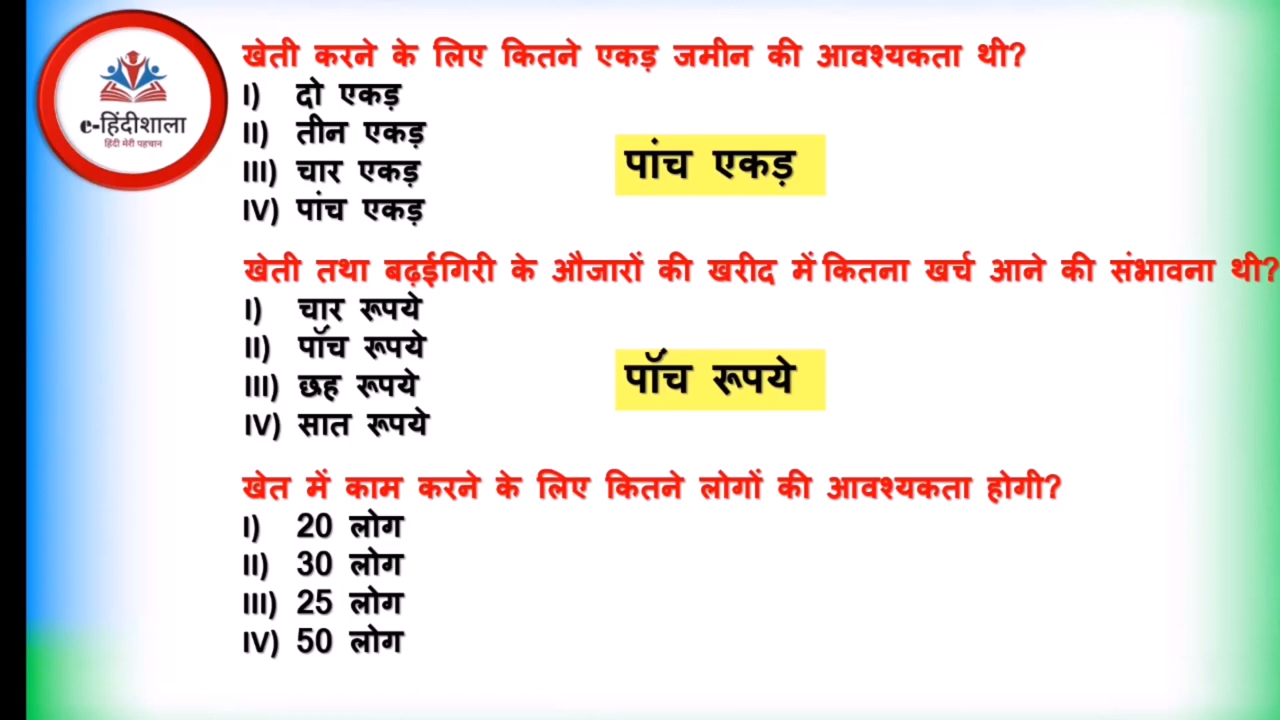 e-हिंदीशाला
हिंदी मेरी पहचान
खेती करने के लिए कितने एकड़ जमीन की आवश्यकता थी?
I) दो एकड़
II) तीन एकड़
III) चार एकड़
IV) पांच एकड़
पांच एकड़
खेती तथा बढ़ईगिरी के औजारों की खरीद में कितना खर्च आने की संभावना थी?
I) चार रूपये
II) पॉच रूपये
III) छह रूपये
IV) सात रूपये
पॉच रूपये
खेत में काम करने के लिए कितने लोगों की आवश्यकता होगी?
I) 20 लोग
II) 30 लोग
III) 25 लोग
IV) 50 लोग